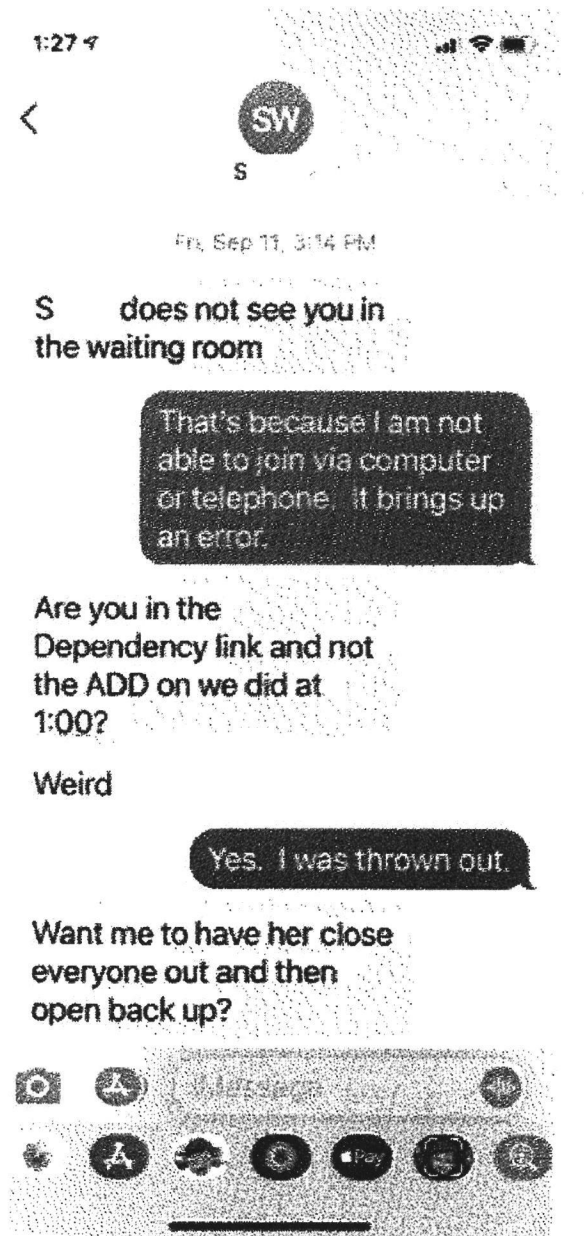 1:27
SW
S
Fri, Sep 11, 3:14 PM
S does not see you in
the waiting room
That's because I am not
able to join via computer
or telephone. It brings up
an error.
Are you in the
Dependency link and not
the ADD on we did at
1:00?
Weird
Yes. I was thrown out.
Want me to have her close
everyone out and then
open back up?
Pay